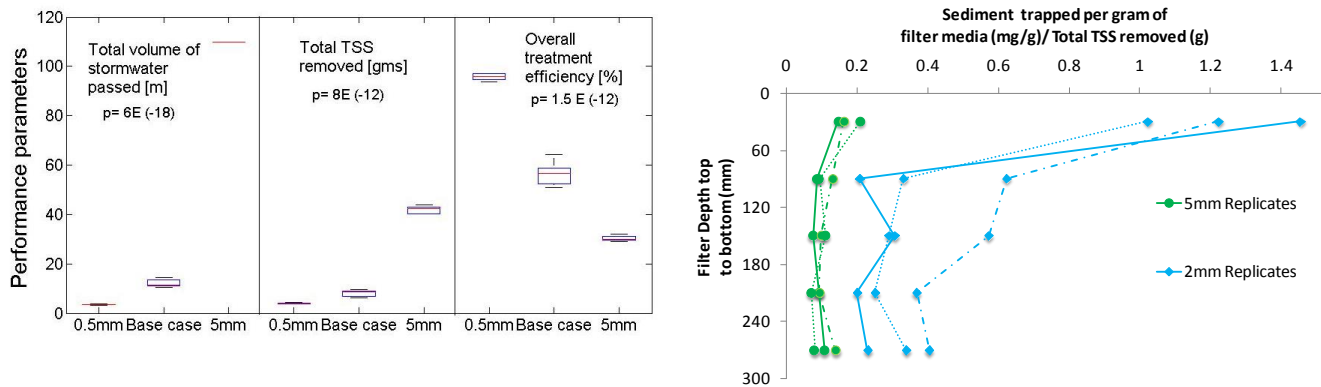 120
100
80
60
40
20
0
Performance parameters
Total volume of
stormwater
passed [m]
p= 6E (-18)
Total TSS
removed [gms]
p= 8E (-12)
Overall
treatment
efficiency [%]
p= 1.5 E (-12)
0.5mm Base case 5mm
0.5mm Base case 5mm
0.5mm Base case 5mm
Sediment trapped per gram of
filter media (mg/g)/ Total TSS removed (g)
0 0.2 0.4 0.6 0.8 1 1.2 1.4
0
60
120
180
240
300
Filter Depth top
to bottom (mm)
5mm Replicates
2mm Replicates